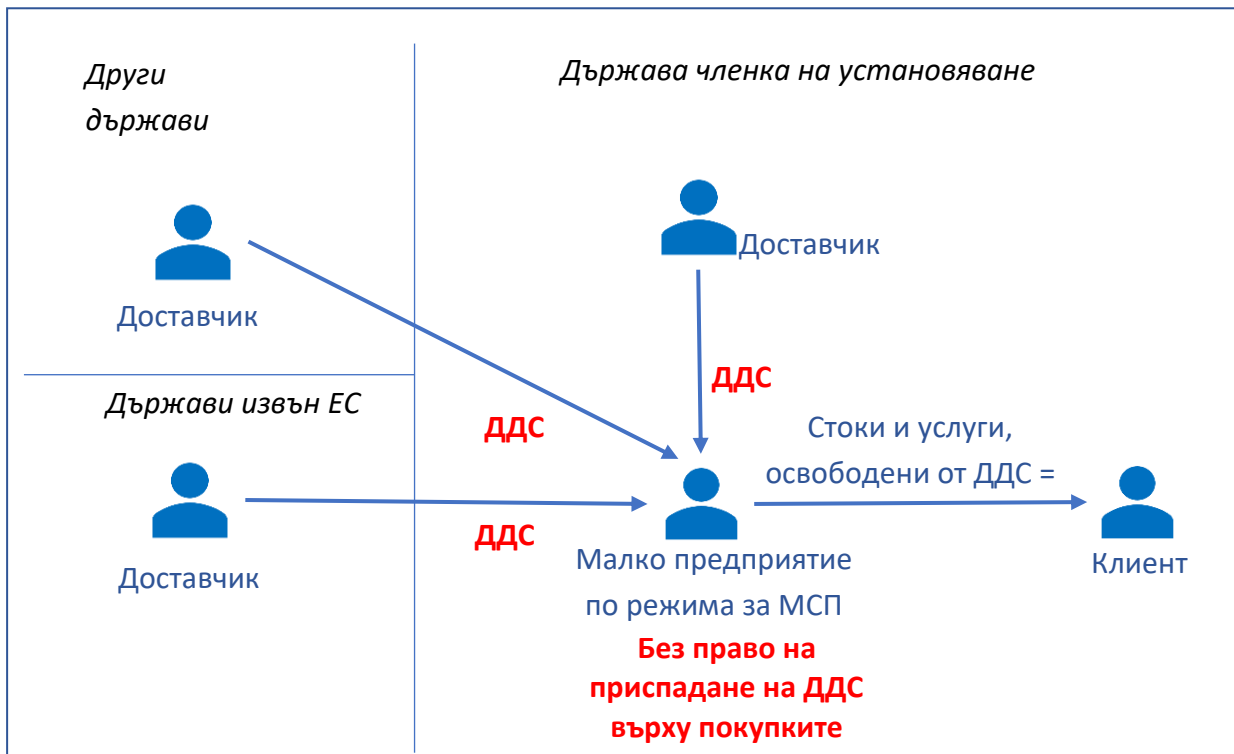 Други
държави
Държава членка на установяване
Доставчик
Доставчик
ДДС
Държави извън ЕС
ДДС
Стоки и услуги,
освободени от ДДС =
ДДС
Доставчик
Малко предприятие
по режима за МСП
Клиент
Без право на
приспадане на ДДС
върху покупките